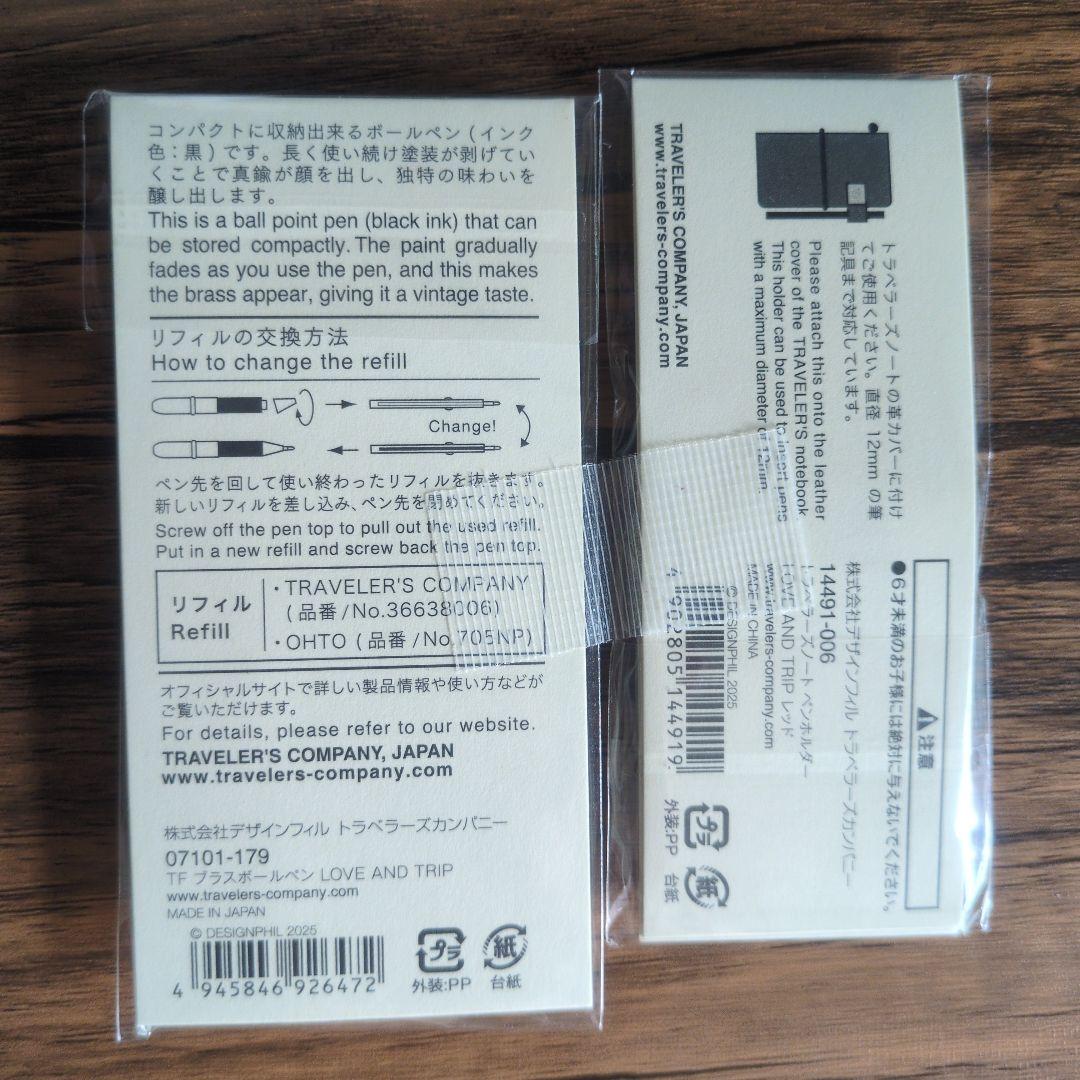 コンパクトに収納出来るボールペン(インク
色:黒)です。長く使い続け塗装が剥げてい
くことで真鍮が顔を出し、独特の味わいを
醸し出します。
This is a ball point pen (black ink) that can
be stored compactly. The paint gradually
fades as you use the pen, and this makes
the brass appear, giving it a vintage taste.
リフィルの交換方法
How to change the refill
Change!
ペン先を回して使い終わったリフィルを抜きます。
新しいリフィルを差し込み、ペン先を閉めてください。
Screw off the pen top to pull out the used refill.
Put in a new refill and screw back the pen top.
リフィル
Refill
・TRAVELER'S COMPANY
(品番/No.36638006)
・OHTO (品番/No.705NP)
オフィシャルサイトで詳しい製品情報や使い方などが
ご覧いただけます。
For details, please refer to our website.
TRAVELER'S COMPANY, JAPAN
www.travelers-company.com
株式会社デザインフィル トラベラーズカンパニー
07101-179
TF ブラスボールペン LOVE AND TRIP
www.travelers-company.com
MADE IN JAPAN
© DESIGNPHIL 2025
4 945846 926472
プラ
外装:PP
紙
台紙
トラベラーズノートの革カバーに付け
てご使用ください。直径 12mm の筆
記具まで対応しています。
Please attach this onto the leather
cover of the TRAVELER'S notebook.
This holder can be used to insert pens
with a maximum diameter of 12mm.
TRAVELER'S COMPANY, JAPAN
www.travelers-company.com
⚠注意
●6才未満のお子様には絶対に与えないでください。
株式会社デザインフィル トラベラーズカンパニー
14491-006
トラベラーズノート ペンホルダー
LOVE AND TRIP レッド
www.travelers-company.com
MADE IN CHINA
© DESIGNPHIL 2025
4 902805 144919
プラ
外装:PP
紙
台紙